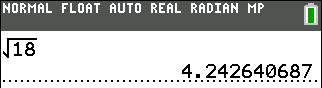 NORMAL FLOAT AUTO REAL RADIAN MP
√18
4.242640687